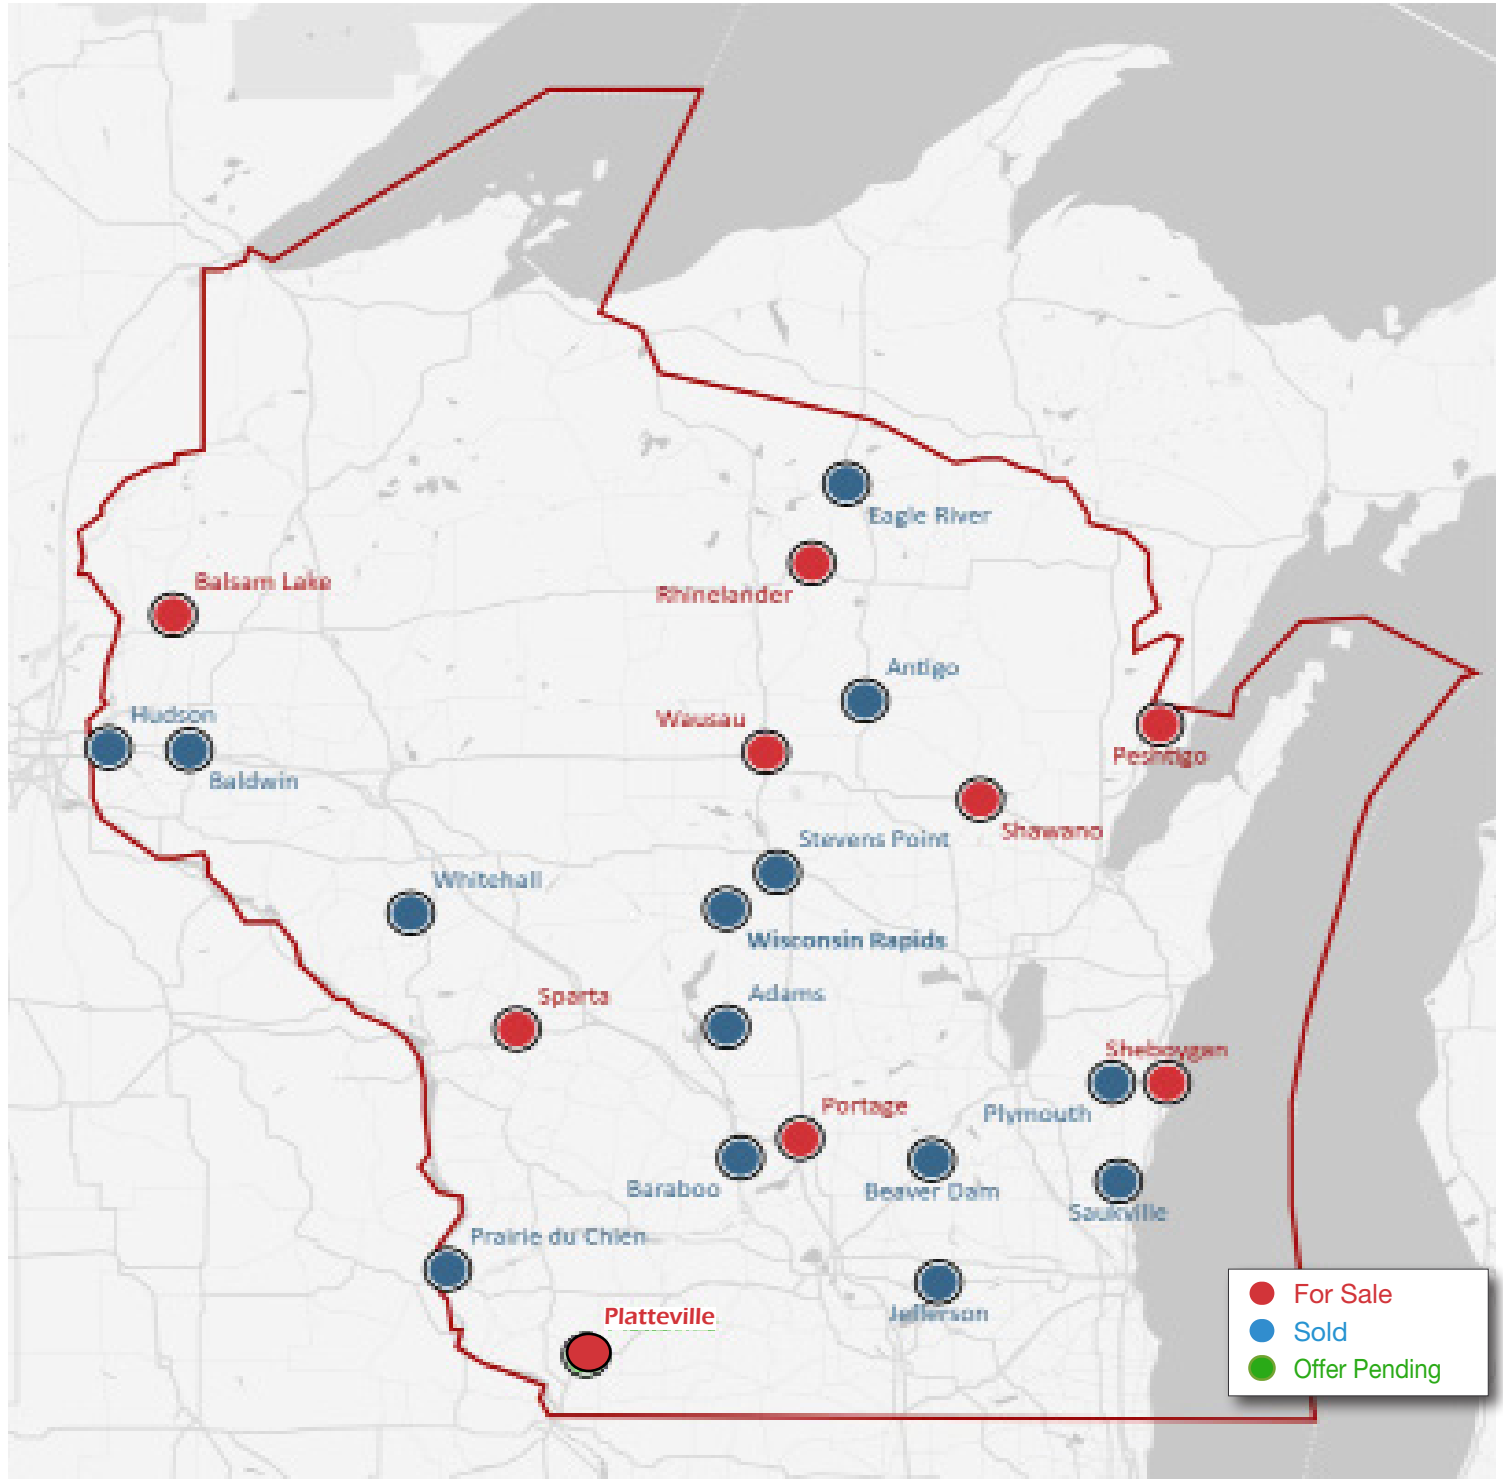 Eagle River
Balsam Lake
Rhinelander
Antigo
Hudson
Wausau
Peshtigo
Baldwin
Shawano
Stevens Point
Whitehall
Wisconsin Rapids
Sparta
Adams
Sheboygan
Portage
Plymouth
Baraboo
Beaver Dam
Saukville
Prairie du Chien
Jefferson
Platteville
For Sale
Sold
Offer Pending